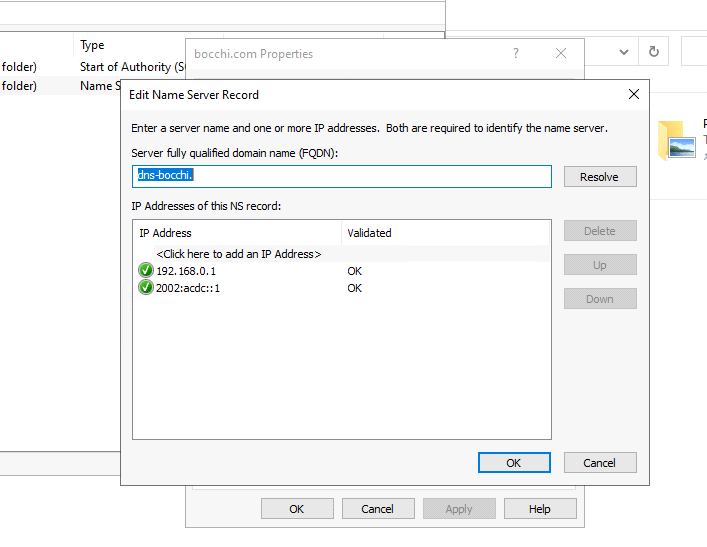 Type
bocchi.com Properties
?
folder)
Start of Authority (S
folder)
Name S
Edit Name Server Record
Enter a server name and one or more IP addresses. Both are required to identify the name server.
Server fully qualified domain name (FQDN):
dns-bocchi.
Resolve
IP Addresses of this NS record:
IP Address
Validated
Delete
<Click here to add an IP Address>
192.168.0.1
OK
Up
2002:acdc::1
OK
Down
OK
Cancel
OK
Cancel
Apply
Help